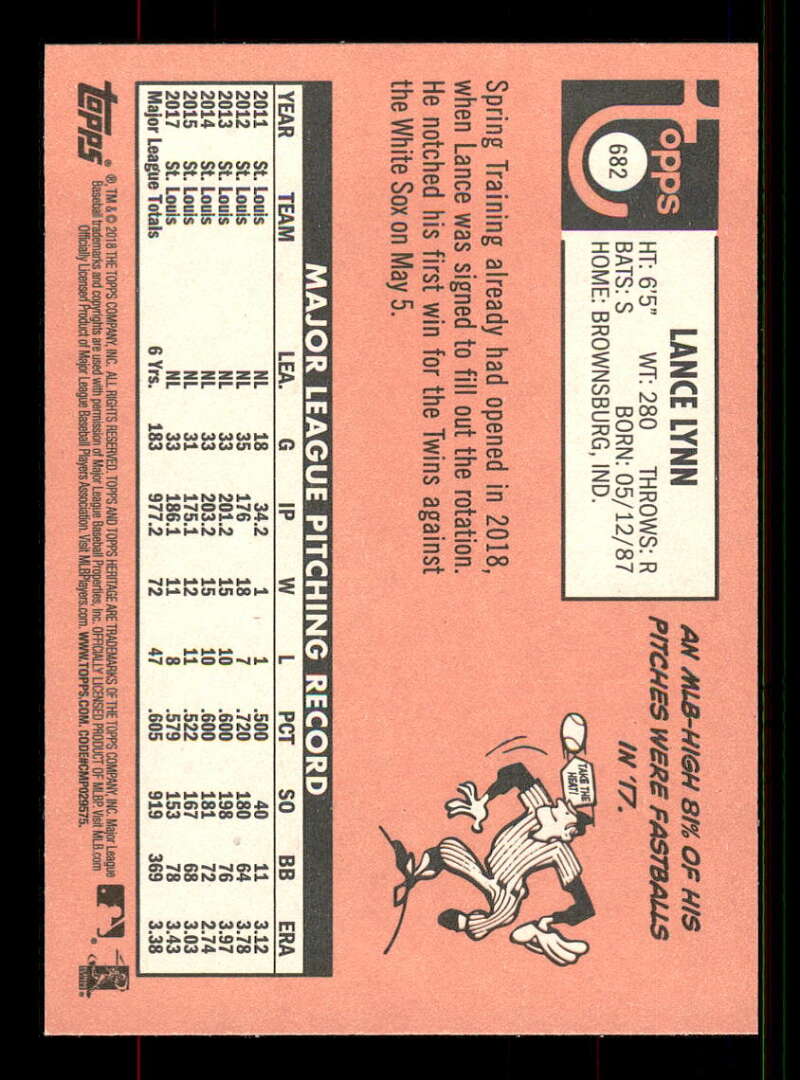 Topps
682
LANCE LYNN
HT: 6'5" WT: 280 THROWS: R
BATS: S BORN: 05/12/87
HOME: BROWNSBURG, IND.
AN MLB-HIGH 81% OF HIS
PITCHES WERE FASTBALLS
IN '17.
TAKE THE
HEAT!
Spring Training already had opened in 2018,
when Lance was signed to fill out the rotation.
He notched his first win for the Twins against
the White Sox on May 5.
MAJOR LEAGUE PITCHING RECORD
YEAR TEAM LEA. G IP W L PCT SO BB ERA
2011 St. Louis NL 18 34.2 1 1 .500 40 11 3.12
2012 St. Louis NL 35 176 18 7 .720 180 64 3.78
2013 St. Louis NL 33 201.2 15 10 .600 198 76 3.97
2014 St. Louis NL 33 203.2 15 10 .600 181 72 2.74
2015 St. Louis NL 31 175.1 12 11 .522 167 68 3.03
2017 St. Louis NL 33 186.1 11 8 .579 153 78 3.43
Major League Totals 6 Yrs. 183 977.2 72 47 .605 919 369 3.38
topps®
®, TM & © 2018 THE TOPPS COMPANY, INC. ALL RIGHTS RESERVED. TOPPS AND TOPPS HERITAGE ARE TRADEMARKS OF THE TOPPS COMPANY, INC. Major League
Baseball trademarks and copyrights are used with permission of Major League Baseball Properties, Inc. OFFICIALLY LICENSED PRODUCT OF MLBP. Visit MLB.com
Officially Licensed Product of Major League Baseball Players Association. Visit MLBPlayers.com. WWW.TOPPS.COM. CODE#CMP029575.